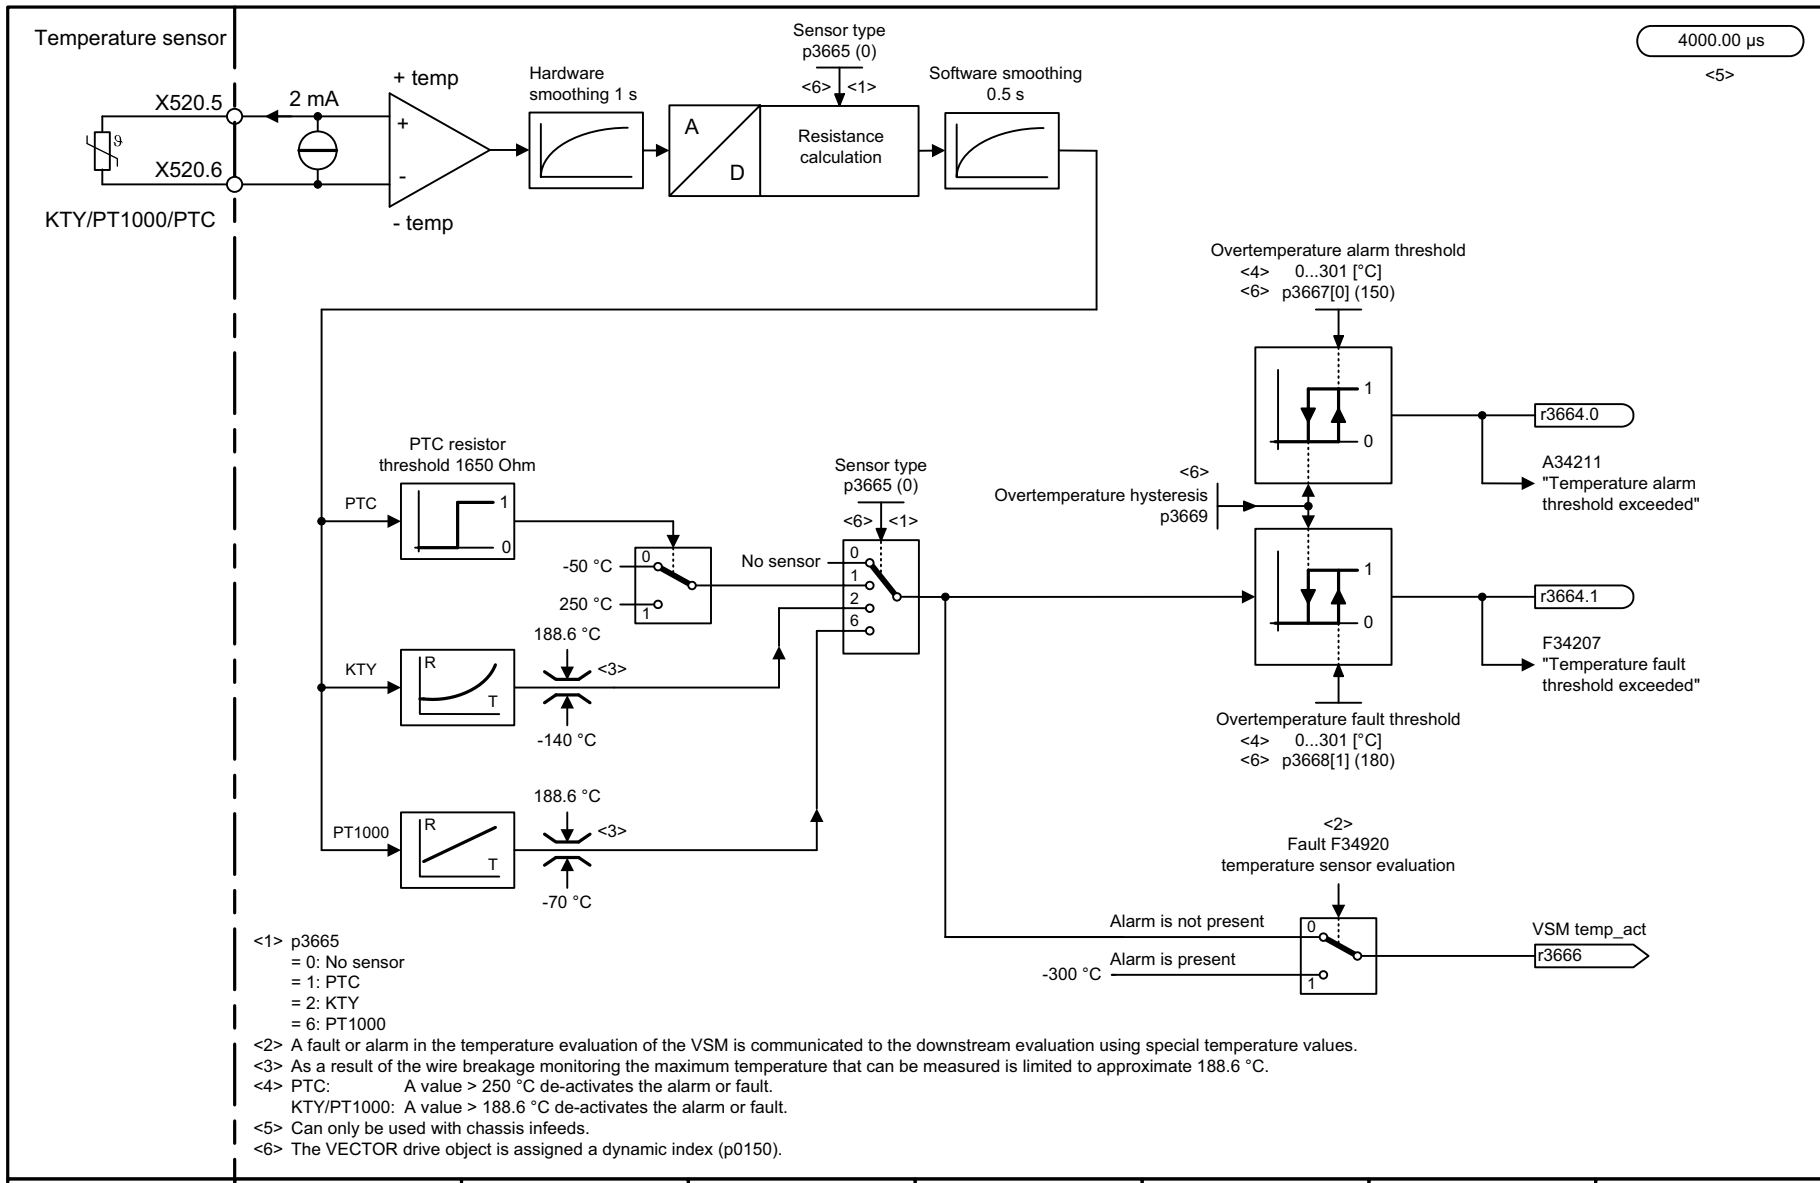 Temperature sensor
X520.5
X520.6
ϑ
KTY/PT1000/PTC
2 mA
+ temp
+
-
- temp
Hardware
smoothing 1 s
A
D
Sensor type
p3665 (0)
<6> <1>
Resistance
calculation
Software smoothing
0.5 s
4000.00 µs
<5>
Overtemperature alarm threshold
<4> 0...301 [°C]
<6> p3667[0] (150)
1
0
r3664.0
A34211
"Temperature alarm
threshold exceeded"
<6>
Overtemperature hysteresis
p3669
1
0
r3664.1
F34207
"Temperature fault
threshold exceeded"
Overtemperature fault threshold
<4> 0...301 [°C]
<6> p3668[1] (180)
PTC resistor
threshold 1650 Ohm
PTC
1
0
-50 °C
0
250 °C
1
Sensor type
p3665 (0)
<6> <1>
No sensor
0
1
2
6
KTY
R
T
188.6 °C
<3>
-140 °C
PT1000
R
T
188.6 °C
<3>
-70 °C
<2>
Fault F34920
temperature sensor evaluation
Alarm is not present
0
Alarm is present
-300 °C
1
VSM temp_act
r3666
<1> p3665
= 0: No sensor
= 1: PTC
= 2: KTY
= 6: PT1000
<2> A fault or alarm in the temperature evaluation of the VSM is communicated to the downstream evaluation using special temperature values.
<3> As a result of the wire breakage monitoring the maximum temperature that can be measured is limited to approximate 188.6 °C.
<4> PTC: A value > 250 °C de-activates the alarm or fault.
KTY/PT1000: A value > 188.6 °C de-activates the alarm or fault.
<5> Can only be used with chassis infeeds.
<6> The VECTOR drive object is assigned a dynamic index (p0150).